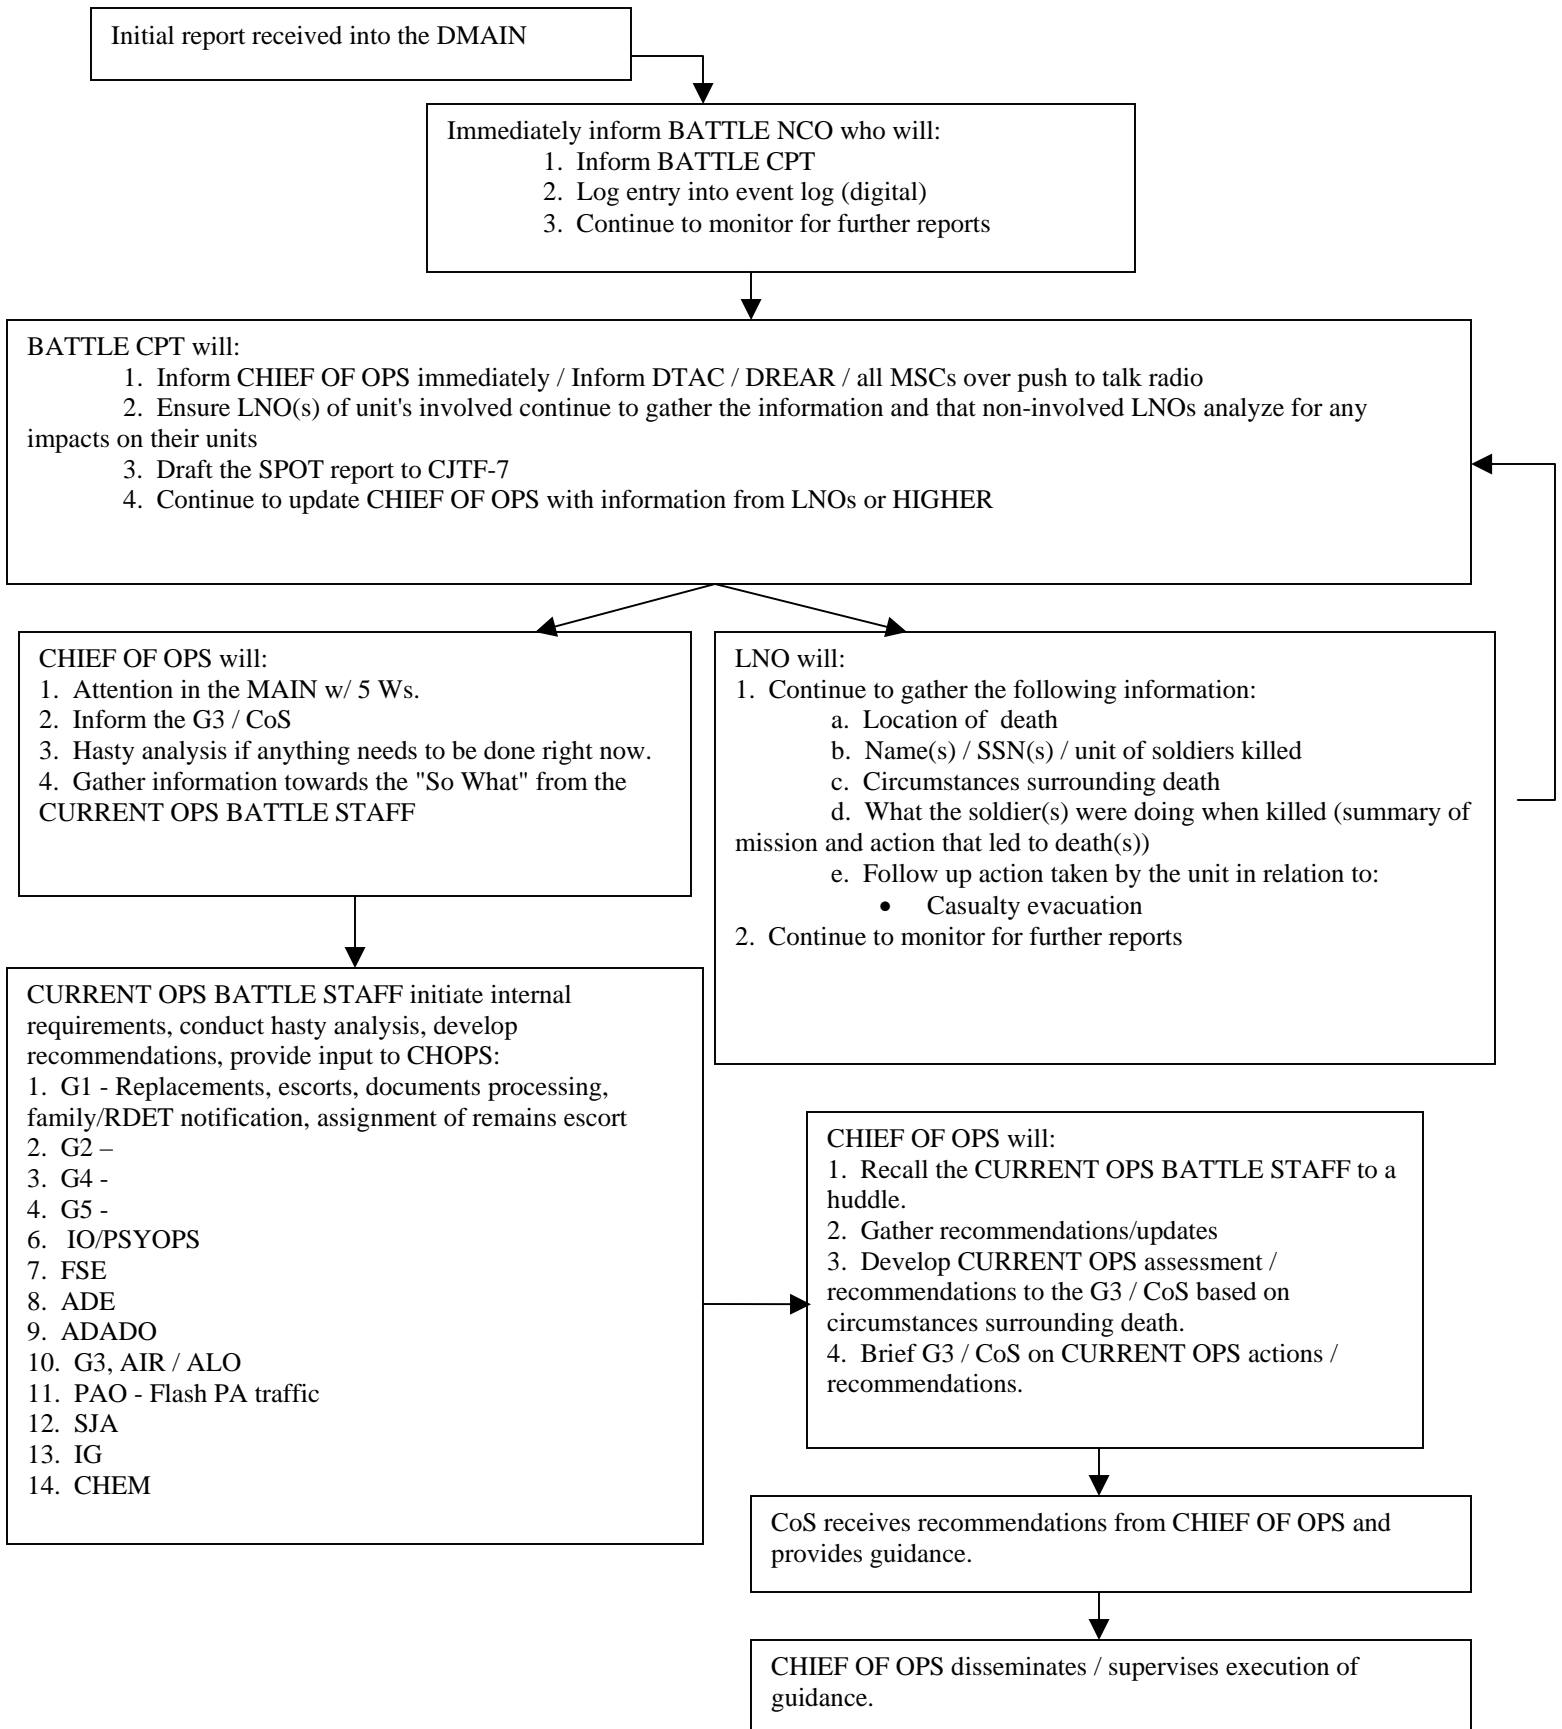 Initial report received into the DMAIN
Immediately inform BATTLE NCO who will:
1. Inform BATTLE CPT
2. Log entry into event log (digital)
3. Continue to monitor for further reports
BATTLE CPT will:
1. Inform CHIEF OF OPS immediately / Inform DTAC / DREAR / all MSCs over push to talk radio
2. Ensure LNO(s) of unit's involved continue to gather the information and that non-involved LNOs analyze for any
impacts on their units
3. Draft the SPOT report to CJTF-7
4. Continue to update CHIEF OF OPS with information from LNOs or HIGHER
CHIEF OF OPS will:
1. Attention in the MAIN w/ 5 Ws.
2. Inform the G3 / CoS
3. Hasty analysis if anything needs to be done right now.
4. Gather information towards the "So What" from the
CURRENT OPS BATTLE STAFF
LNO will:
1. Continue to gather the following information:
a. Location of death
b. Name(s) / SSN(s) / unit of soldiers killed
c. Circumstances surrounding death
d. What the soldier(s) were doing when killed (summary of
mission and action that led to death(s))
e. Follow up action taken by the unit in relation to:
• Casualty evacuation
2. Continue to monitor for further reports
CURRENT OPS BATTLE STAFF initiate internal
requirements, conduct hasty analysis, develop
recommendations, provide input to CHOPS:
1. G1 - Replacements, escorts, documents processing,
family/RDET notification, assignment of remains escort
2. G2 –
3. G4 -
4. G5 -
6. IO/PSYOPS
7. FSE
8. ADE
9. ADADO
10. G3, AIR / ALO
11. PAO - Flash PA traffic
12. SJA
13. IG
14. CHEM
CHIEF OF OPS will:
1. Recall the CURRENT OPS BATTLE STAFF to a
huddle.
2. Gather recommendations/updates
3. Develop CURRENT OPS assessment /
recommendations to the G3 / CoS based on
circumstances surrounding death.
4. Brief G3 / CoS on CURRENT OPS actions /
recommendations.
CoS receives recommendations from CHIEF OF OPS and
provides guidance.
CHIEF OF OPS disseminates / supervises execution of
guidance.